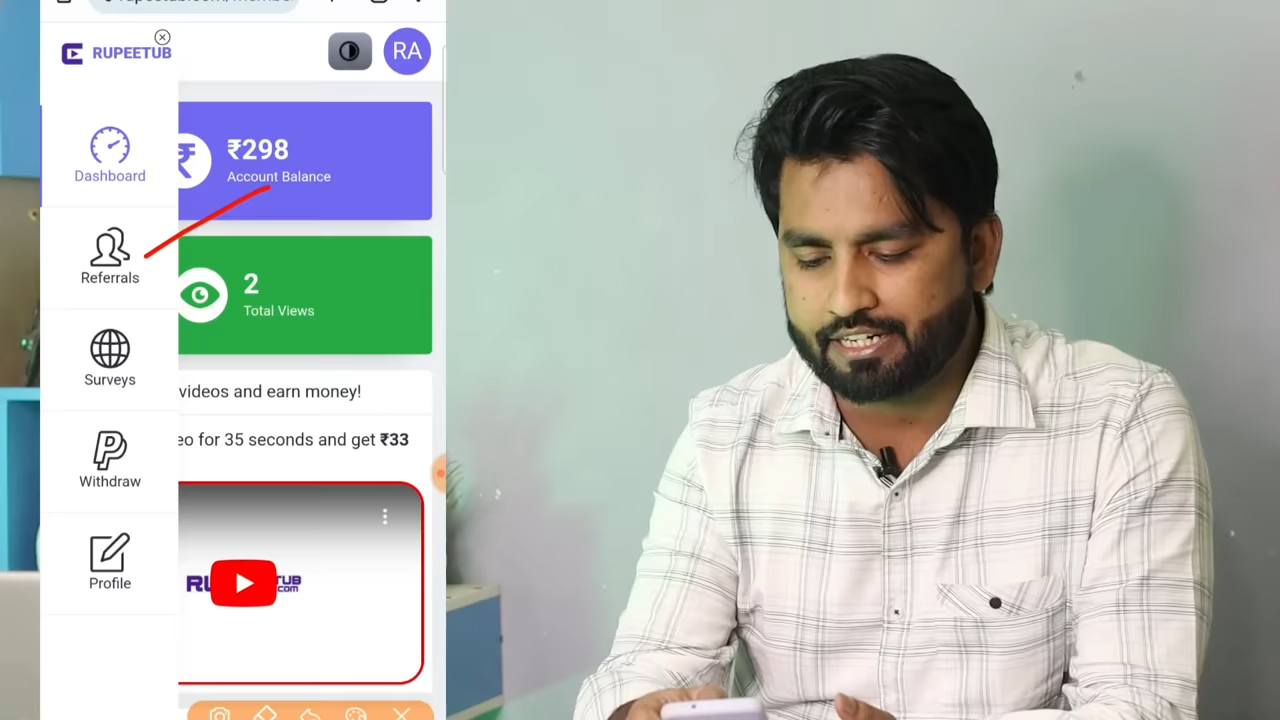 RUPEETUB
RA
Dashboard
₹298
Account Balance
Referrals
2
Total Views
Surveys
videos and earn money!
eo for 35 seconds and get ₹33
Withdraw
Profile